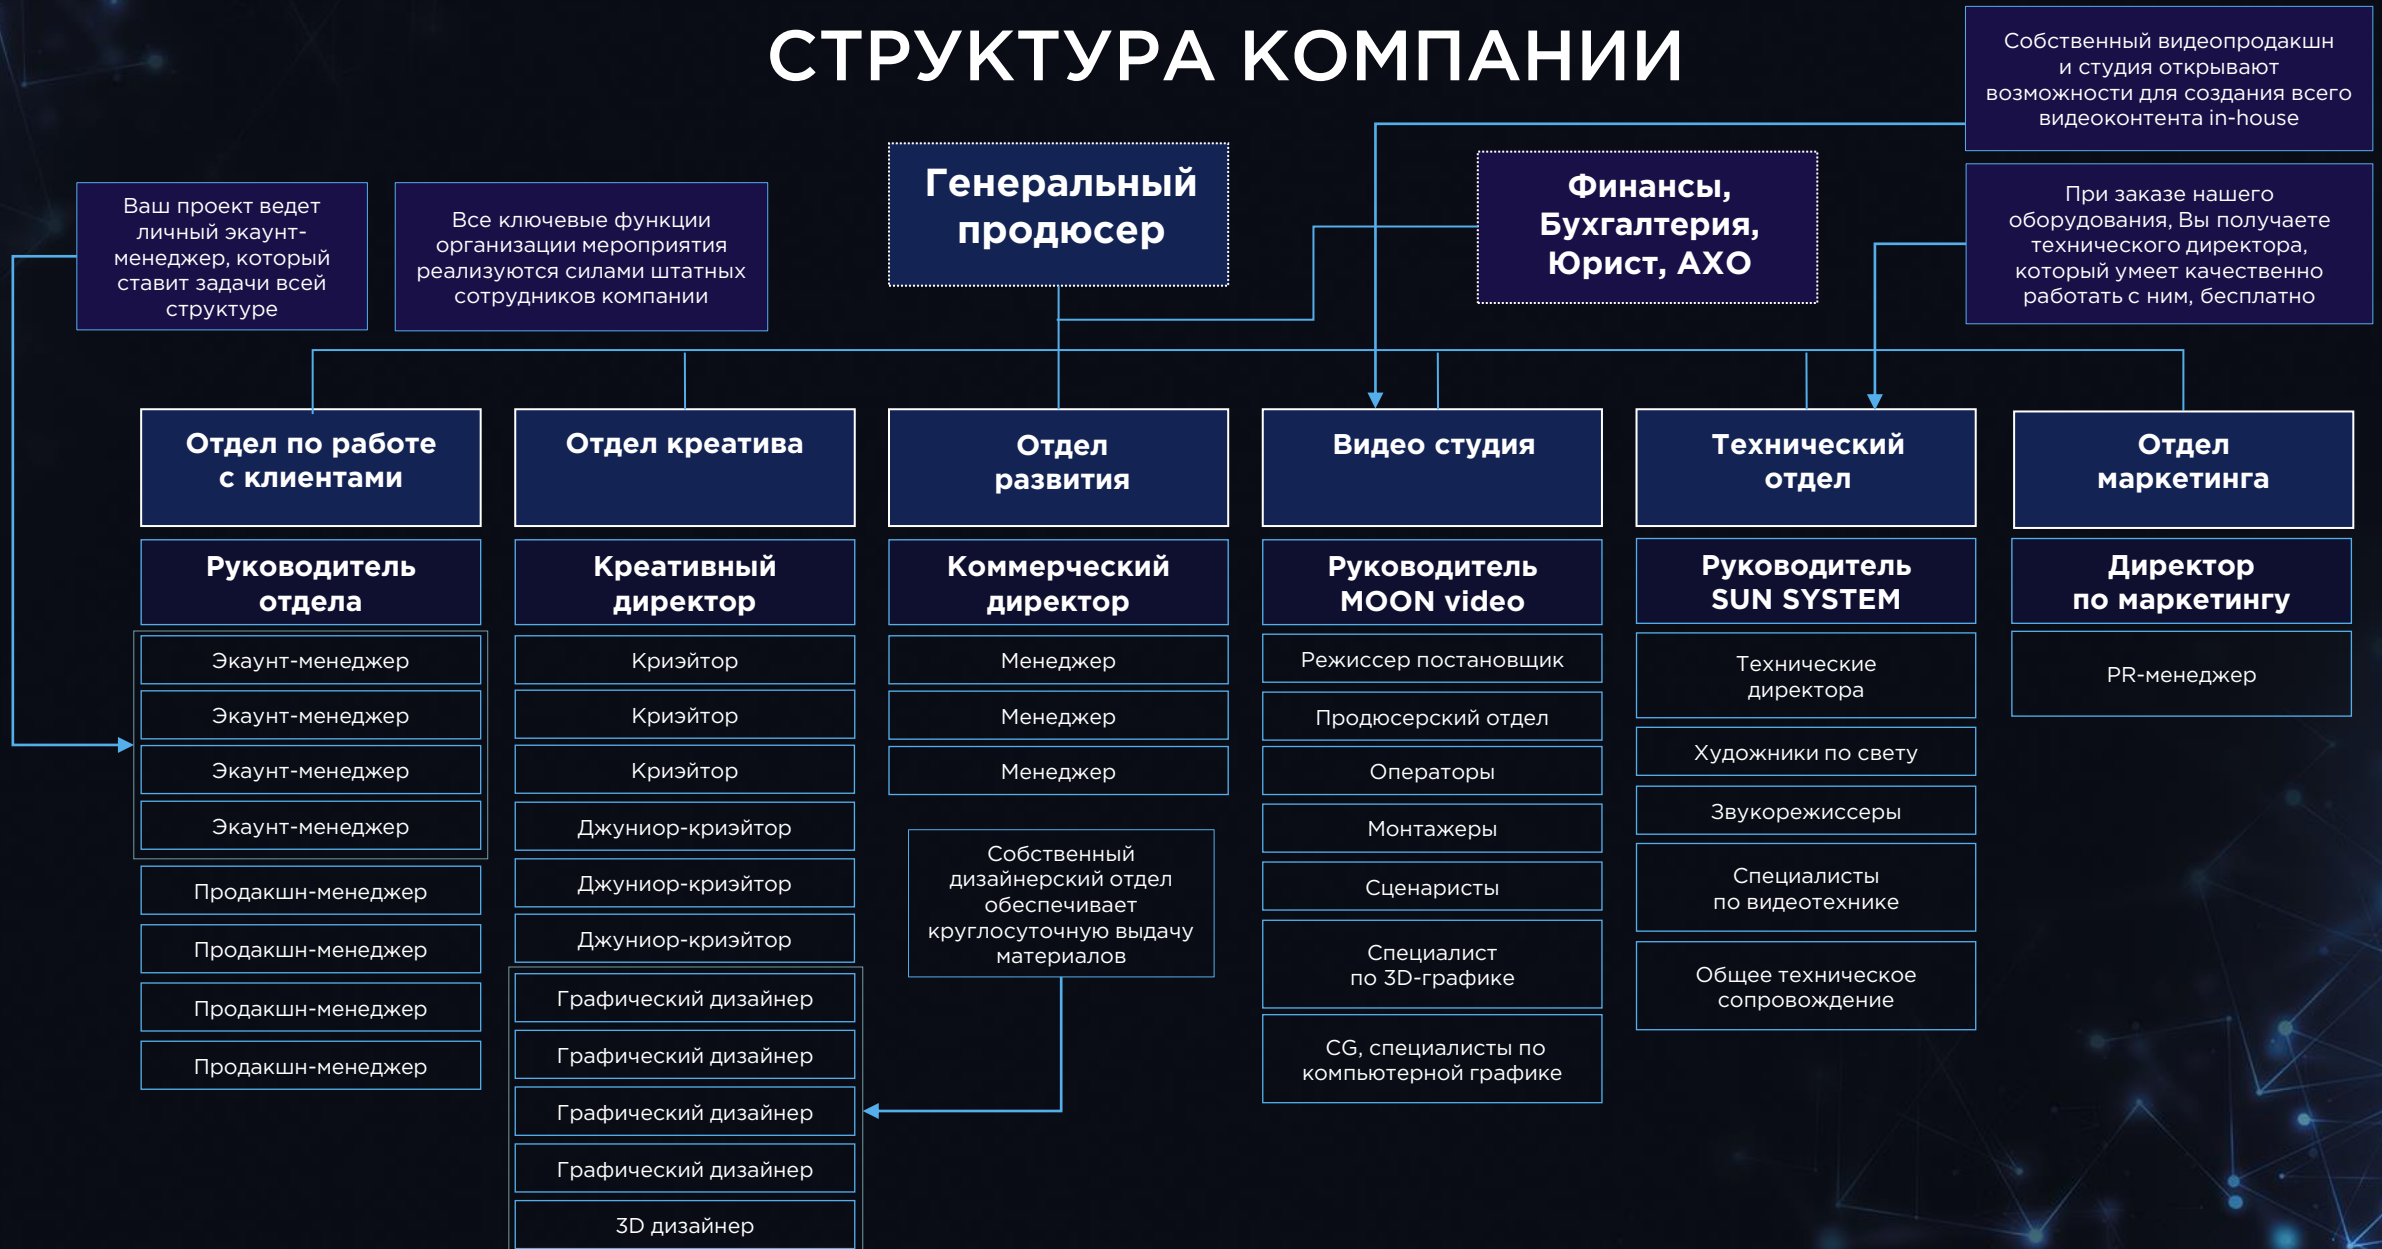 СТРУКТУРА КОМПАНИИ
Собственный видеопродакшн
и студия открывают
возможности для создания всего
видеоконтента in-house
Генеральный
продюсер
Финансы,
Бухгалтерия,
Юрист, АХО
При заказе нашего
оборудования, Вы получаете
технического директора,
который умеет качественно
работать с ним, бесплатно
Ваш проект ведет
личный экаунт-
менеджер, который
ставит задачи всей
структуре
Все ключевые функции
организации мероприятия
реализуются силами штатных
сотрудников компании
Отдел по работе
с клиентами
Руководитель
отдела
Экаунт-менеджер
Экаунт-менеджер
Экаунт-менеджер
Экаунт-менеджер
Продакшн-менеджер
Продакшн-менеджер
Продакшн-менеджер
Продакшн-менеджер
Отдел креатива
Креативный
директор
Криэйтор
Криэйтор
Криэйтор
Джуниор-криэйтор
Джуниор-криэйтор
Джуниор-криэйтор
Графический дизайнер
Графический дизайнер
Графический дизайнер
Графический дизайнер
3D дизайнер
Отдел
развития
Коммерческий
директор
Менеджер
Менеджер
Менеджер
Собственный
дизайнерский отдел
обеспечивает
круглосуточную выдачу
материалов
Видео студия
Руководитель
MOON video
Режиссер постановщик
Продюсерский отдел
Операторы
Монтажеры
Сценаристы
Специалист
по 3D-графике
CG, специалисты по
компьютерной графике
Технический
отдел
Руководитель
SUN SYSTEM
Технические
директора
Художники по свету
Звукорежиссеры
Специалисты
по видеотехнике
Общее техническое
сопровождение
Отдел
маркетинга
Директор
по маркетингу
PR-менеджер